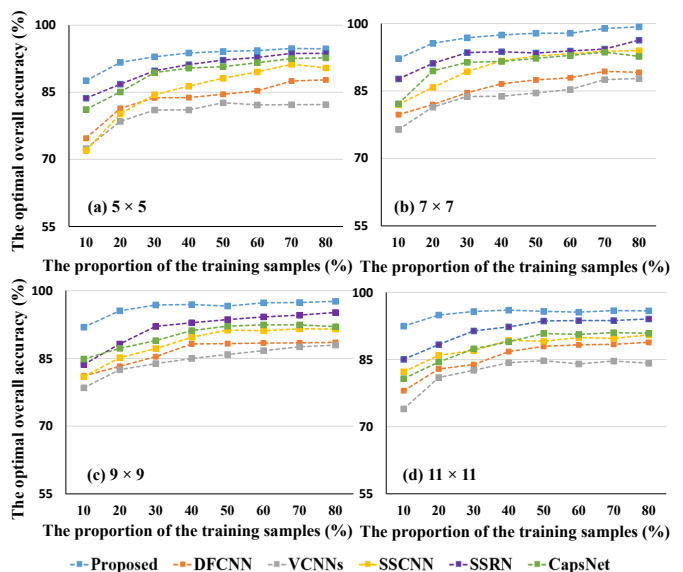 The optimal overall accuracy (%)
100
85
70
55
(a) 5 × 5
10 20 30 40 50 60 70 80
The proportion of the training samples (%)
100
85
70
55
(b) 7 × 7
10 20 30 40 50 60 70 80
The proportion of the training samples (%)
The optimal overall accuracy (%)
100
85
70
55
(c) 9 × 9
10 20 30 40 50 60 70 80
The proportion of the training samples (%)
100
85
70
55
(d) 11 × 11
10 20 30 40 50 60 70 80
The proportion of the training samples (%)
Proposed DFCNN VCNNs SSCNN SSRN CapsNet